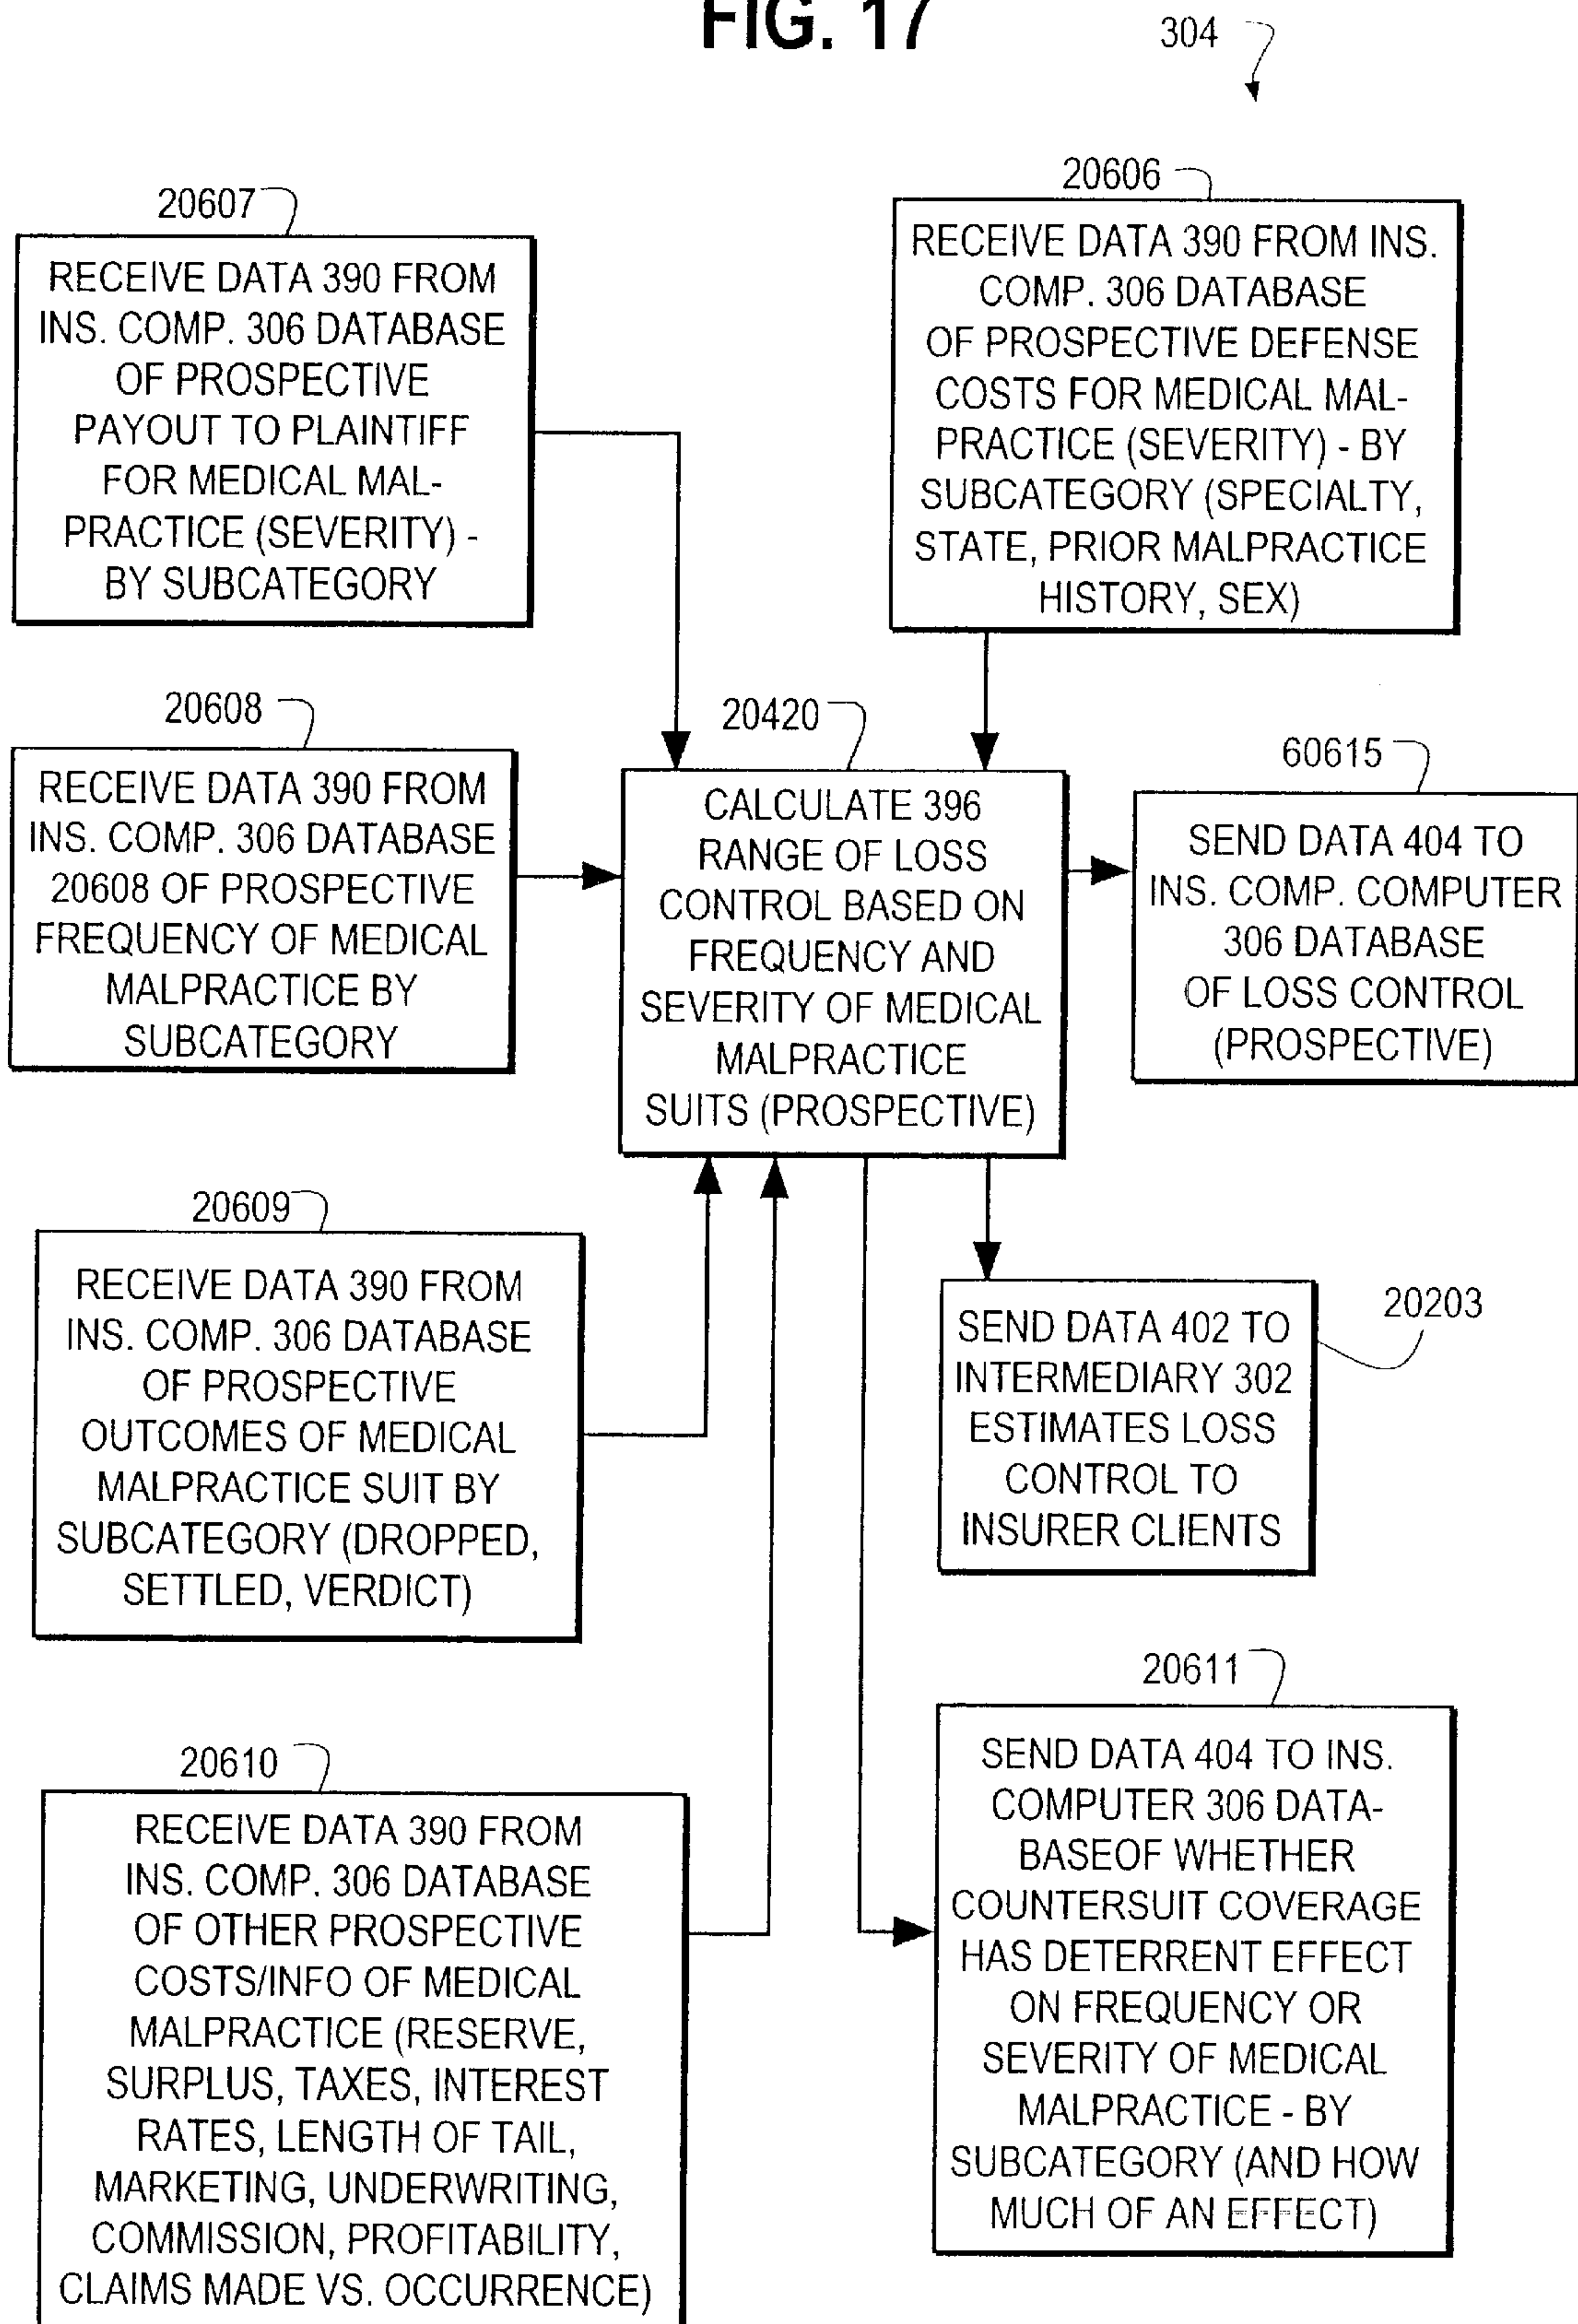 FIG. 17
304
20607
RECEIVE DATA 390 FROM
INS. COMP. 306 DATABASE
OF PROSPECTIVE
PAYOUT TO PLAINTIFF
FOR MEDICAL MAL-
PRACTICE (SEVERITY) -
BY SUBCATEGORY
20606
RECEIVE DATA 390 FROM INS.
COMP. 306 DATABASE
OF PROSPECTIVE DEFENSE
COSTS FOR MEDICAL MAL-
PRACTICE (SEVERITY) - BY
SUBCATEGORY (SPECIALTY,
STATE, PRIOR MALPRACTICE
HISTORY, SEX)
20608
RECEIVE DATA 390 FROM
INS. COMP. 306 DATABASE
20608 OF PROSPECTIVE
FREQUENCY OF MEDICAL
MALPRACTICE BY
SUBCATEGORY
20420
CALCULATE 396
RANGE OF LOSS
CONTROL BASED ON
FREQUENCY AND
SEVERITY OF MEDICAL
MALPRACTICE
SUITS (PROSPECTIVE)
60615
SEND DATA 404 TO
INS. COMP. COMPUTER
306 DATABASE
OF LOSS CONTROL
(PROSPECTIVE)
20609
RECEIVE DATA 390 FROM
INS. COMP. 306 DATABASE
OF PROSPECTIVE
OUTCOMES OF MEDICAL
MALPRACTICE SUIT BY
SUBCATEGORY (DROPPED,
SETTLED, VERDICT)
20203
SEND DATA 402 TO
INTERMEDIARY 302
ESTIMATES LOSS
CONTROL TO
INSURER CLIENTS
20610
RECEIVE DATA 390 FROM
INS. COMP. 306 DATABASE
OF OTHER PROSPECTIVE
COSTS/INFO OF MEDICAL
MALPRACTICE (RESERVE,
SURPLUS, TAXES, INTEREST
RATES, LENGTH OF TAIL,
MARKETING, UNDERWRITING,
COMMISSION, PROFITABILITY,
CLAIMS MADE VS. OCCURRENCE)
20611
SEND DATA 404 TO INS.
COMPUTER 306 DATA-
BASEOF WHETHER
COUNTERSUIT COVERAGE
HAS DETERRENT EFFECT
ON FREQUENCY OR
SEVERITY OF MEDICAL
MALPRACTICE - BY
SUBCATEGORY (AND HOW
MUCH OF AN EFFECT)